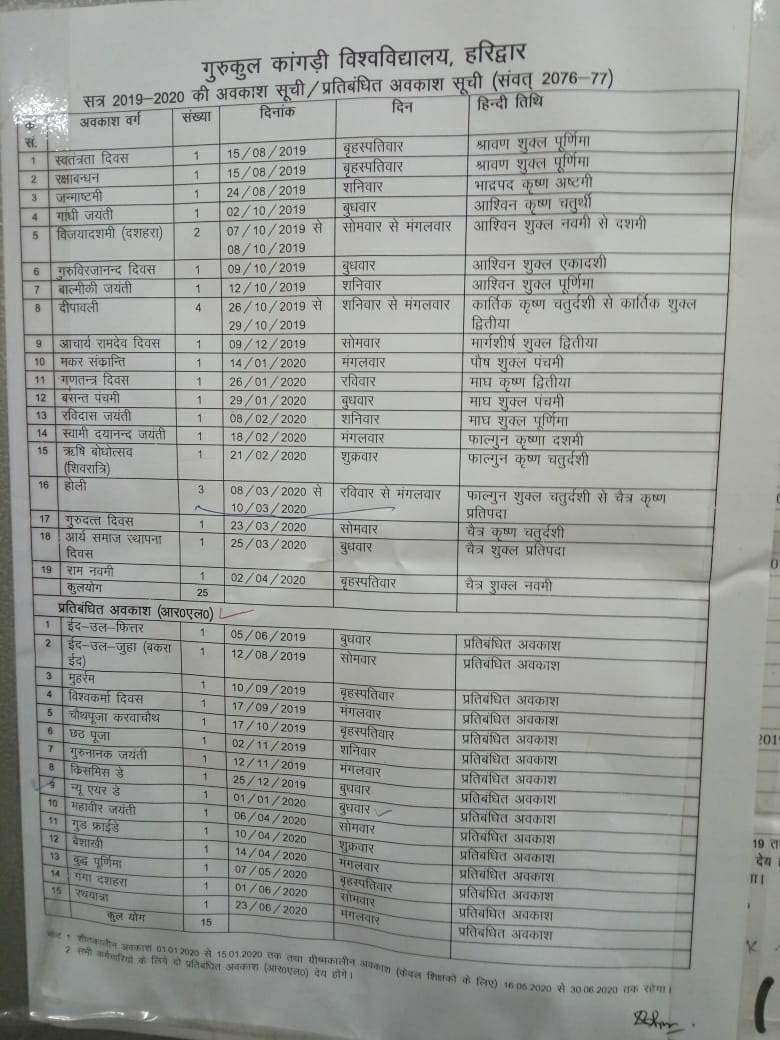 गुरुकुल कांगड़ी विश्वविद्यालय, हरिद्वार
सत्र 2019–2020 की अवकाश सूची / प्रतिबंधित अवकाश सूची (संवत् 2076–77)
क्र सं. अवकाश वर्ग संख्या दिनांक दिन हिन्दी तिथि
1 स्वतंत्रता दिवस 1 15/08/2019 बृहस्पतिवार श्रावण शुक्ल पूर्णिमा
2 रक्षाबन्धन 1 15/08/2019 बृहस्पतिवार श्रावण शुक्ल पूर्णिमा
3 जन्माष्टमी 1 24/08/2019 शनिवार भाद्रपद कृष्ण अष्टमी
4 गांधी जयंती 1 02/10/2019 बुधवार आश्विन कृष्ण चतुर्थी
5 विजयादशमी (दशहरा) 2 07/10/2019 से सोमवार से मंगलवार आश्विन शुक्ल नवमी से दशमी
08/10/2019
6 गुरुविरजानन्द दिवस 1 09/10/2019 बुधवार आश्विन शुक्ल एकादशी
7 बाल्मीकी जयंती 1 12/10/2019 शनिवार आश्विन शुक्ल पूर्णिमा
8 दीपावली 4 26/10/2019 से शनिवार से मंगलवार कार्तिक कृष्ण चतुर्दशी से कार्तिक शुक्ल
29/10/2019 द्वितीया
9 आचार्य रामदेव दिवस 1 09/12/2019 सोमवार मार्गशीर्ष शुक्ल द्वितीया
10 मकर संक्रान्ति 1 14/01/2020 मंगलवार पौष शुक्ल पंचमी
11 गणतन्त्र दिवस 1 26/01/2020 रविवार माघ कृष्ण द्वितीया
12 बसन्त पंचमी 1 29/01/2020 बुधवार माघ शुक्ल पंचमी
13 रविदास जयंती 1 08/02/2020 शनिवार माघ शुक्ल पूर्णिमा
14 स्वामी दयानन्द जयंती 1 18/02/2020 मंगलवार फाल्गुन कृष्णा दशमी
15 ऋषि बोधोत्सव 1 21/02/2020 शुक्रवार फाल्गुन कृष्ण चतुर्दशी
(शिवरात्रि)
16 होली 3 08/03/2020 से रविवार से मंगलवार फाल्गुन शुक्ल चतुर्दशी से चैत्र कृष्ण
10/03/2020 प्रतिपदा
17 गुरुदत्त दिवस 1 23/03/2020 सोमवार चैत्र कृष्ण चतुर्दशी
18 आर्य समाज स्थापना 1 25/03/2020 बुधवार चैत्र शुक्ल प्रतिपदा
दिवस
19 राम नवमी 1 02/04/2020 बृहस्पतिवार चैत्र शुक्ल नवमी
कुलयोग 25
प्रतिबंधित अवकाश (आर0एल0)
1 ईद–उल–फित्तर 1 05/06/2019 बुधवार प्रतिबंधित अवकाश
2 ईद–उल–जुहा (बकरा 1 12/08/2019 सोमवार प्रतिबंधित अवकाश
ईद)
3 मुहर्रम 1 10/09/2019 बृहस्पतिवार प्रतिबंधित अवकाश
4 विश्वकर्मा दिवस 1 17/09/2019 मंगलवार प्रतिबंधित अवकाश
5 चौथपूजा करवाचौथ 1 17/10/2019 बृहस्पतिवार प्रतिबंधित अवकाश
6 छठ पूजा 1 02/11/2019 शनिवार प्रतिबंधित अवकाश
7 गुरुनानक जयंती 1 12/11/2019 मंगलवार प्रतिबंधित अवकाश
8 किसमिस डे 1 25/12/2019 बुधवार प्रतिबंधित अवकाश
9 न्यू एयर डे 1 01/01/2020 बुधवार प्रतिबंधित अवकाश
10 महावीर जयंती 1 06/04/2020 सोमवार प्रतिबंधित अवकाश
11 गुड फ्राईडे 1 10/04/2020 शुक्रवार प्रतिबंधित अवकाश
12 बैशाखी 1 14/04/2020 मंगलवार प्रतिबंधित अवकाश
13 बुद्ध पूर्णिमा 1 07/05/2020 बृहस्पतिवार प्रतिबंधित अवकाश
14 गंगा दशहरा 1 01/06/2020 सोमवार प्रतिबंधित अवकाश
15 रथयात्रा 1 23/06/2020 मंगलवार प्रतिबंधित अवकाश
कुल योग 15
नोट 1 शीतकालीन अवकाश 01.01.2020 से 15.01.2020 तक तथा ग्रीष्मकालीन अवकाश (केवल शिक्षकों के लिए) 16.05.2020 से 30.06.2020 तक रहेगा।
2 सभी कर्मचारियों के लिये दो प्रतिबंधित अवकाश (आर0एल0) देय होंगे।